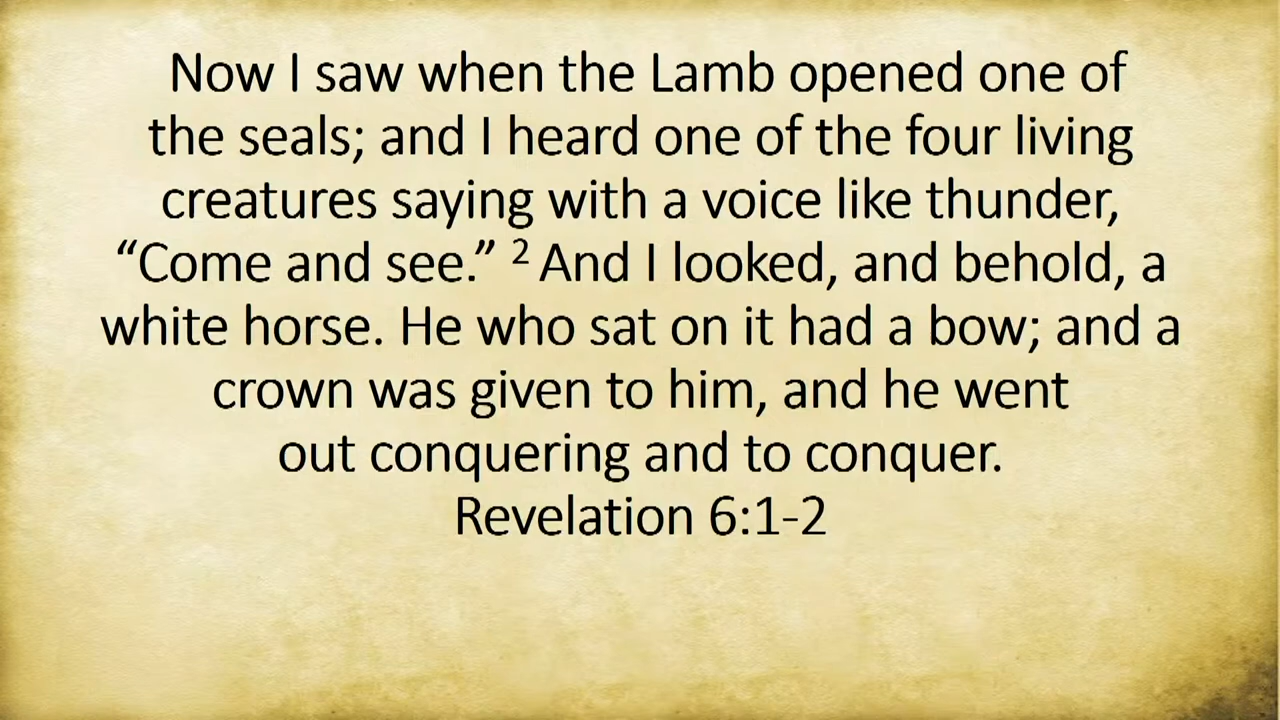 Now I saw when the Lamb opened one of
the seals; and I heard one of the four living
creatures saying with a voice like thunder,
“Come and see.” ² And I looked, and behold, a
white horse. He who sat on it had a bow; and a
crown was given to him, and he went
out conquering and to conquer.
Revelation 6:1-2